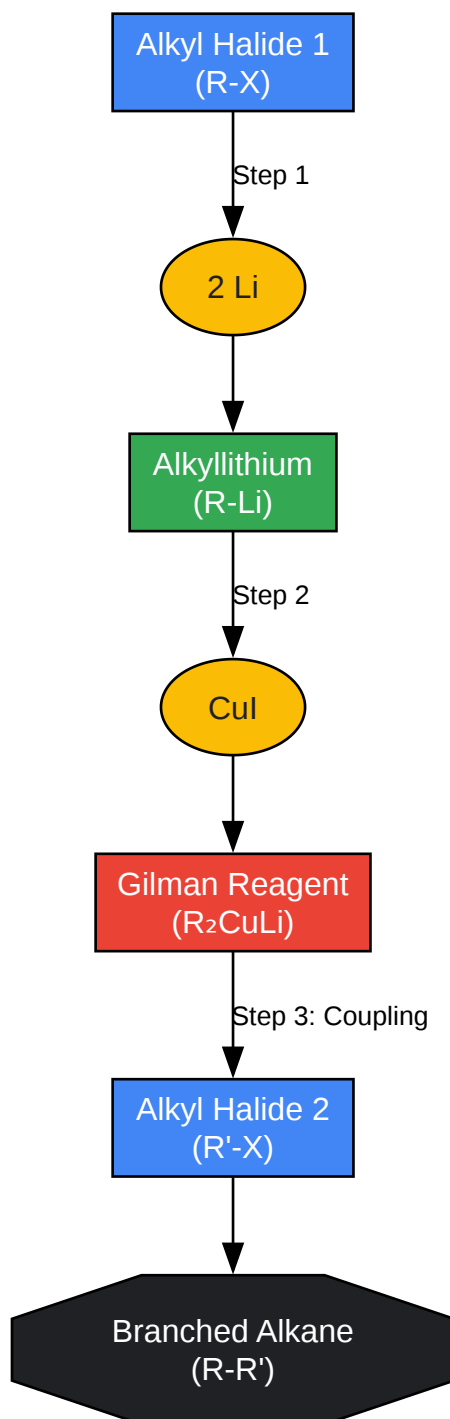 Alkyl Halide 1
(R-X)
Step 1
2 Li
Alkyllithium
(R-Li)
Step 2
CuI
Gilman Reagent
(R₂CuLi)
Step 3: Coupling
Alkyl Halide 2
(R'-X)
Branched Alkane
(R-R')